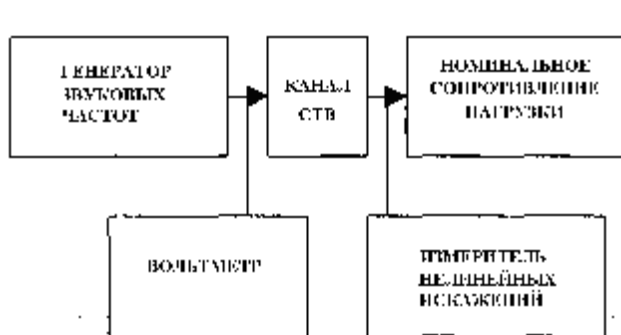 ГЕНЕРАТОР
ЗВУКОВЫХ
ЧАСТОТ
КАНАЛ
СТВ
НОМИНАЛЬНОЕ
СОПРОТИВЛЕНИЕ
НАГРУЗКИ
ВОЛЬТМЕТР
ИЗМЕРИТЕЛЬ
НЕЛИНЕЙНЫХ
ИСКАЖЕНИЙ